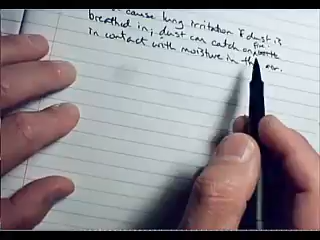 cause lung irritation if dust is
breathed in; dust can catch on fire
in contact with moisture in the air.